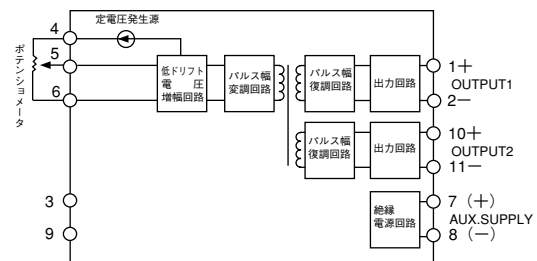 定電圧発生源
4
5
6
ポテンショメータ
低ドリフト
電圧
増幅回路
パルス幅
変調回路
パルス幅
復調回路
出力回路
1+
OUTPUT1
2−
パルス幅
復調回路
出力回路
10+
OUTPUT2
11−
3
9
絶縁
電源回路
7（+）
AUX.SUPPLY
8（−）